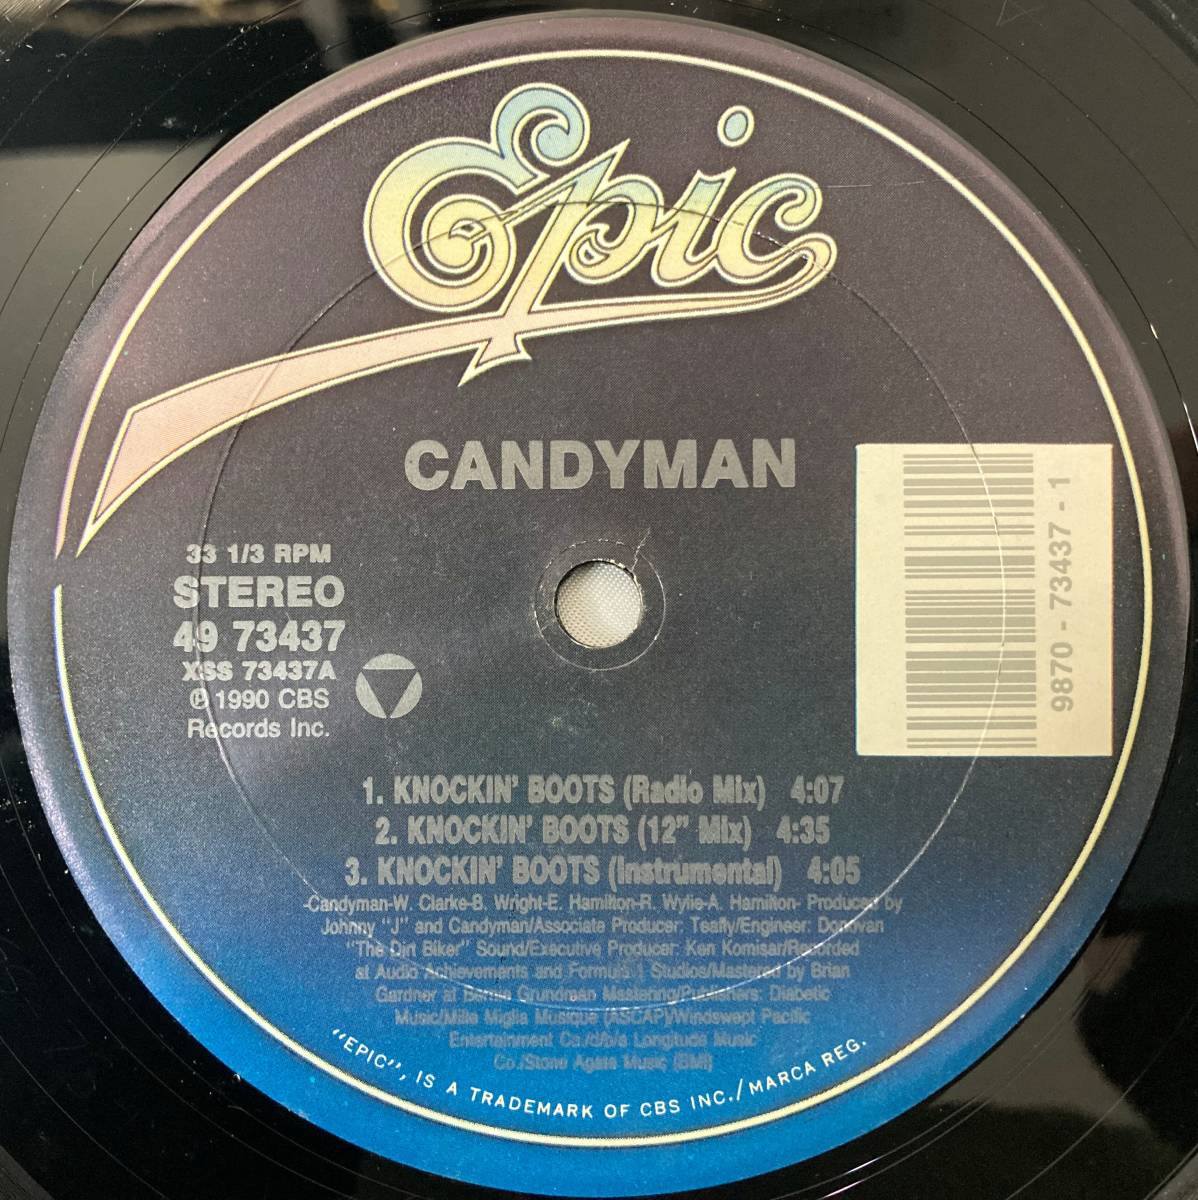 Epic
CANDYMAN
33 1/3 RPM
STEREO
49 73437
XSS 73437A
℗ 1990 CBS
Records Inc.
9870 - 73437 - 1
1. KNOCKIN' BOOTS (Radio Mix) 4:07
2. KNOCKIN' BOOTS (12" Mix) 4:35
3. KNOCKIN' BOOTS (Instrumental) 4:05
-Candyman-W. Clarke-B. Wright-E. Hamilton-R. Wylie-A. Hamilton- Produced by
Johnny "J" and Candyman/Associate Producer: Teafly/Engineer: Donovan
"The Dirt Biker" Sound/Executive Producer: Ken Komisar/Recorded
at Audio Achievements and Formula 1 Studios/Mastered by Brian
Gardner at Bernie Grundman Mastering/Publishers: Diabetic
Music/Mille Miglia Musique (ASCAP)/Windswept Pacific
Entertainment Co./d/b/a Longitude Music
Co./Stone Agate Music (BMI)
"EPIC", IS A TRADEMARK OF CBS INC./MARCA REG.